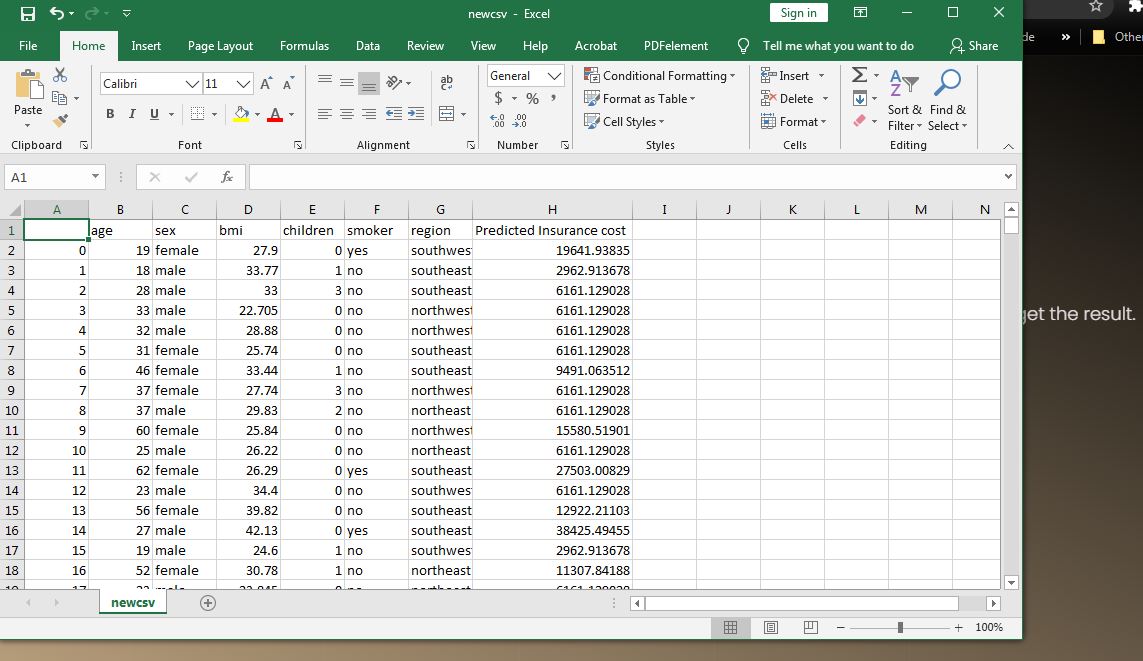 newcsv - Excel
Sign in
File Home Insert Page Layout Formulas Data Review View Help Acrobat PDFelement Tell me what you want to do Share
de » Other
Calibri 11 General Conditional Formatting Insert
Paste B I U $ % , Format as Table Delete Sort & Find &
Cell Styles Format Filter Select
Clipboard Font Alignment Number Styles Cells Editing
A1 fx
A B C D E F G H I J K L M N
1 age sex bmi children smoker region Predicted Insurance cost
2 0 19 female 27.9 0 yes southwes 19641.93835
3 1 18 male 33.77 1 no southeast 2962.913678
4 2 28 male 33 3 no southeast 6161.129028
5 3 33 male 22.705 0 no northwest 6161.129028
6 4 32 male 28.88 0 no northwest 6161.129028
7 5 31 female 25.74 0 no southeast 6161.129028
8 6 46 female 33.44 1 no southeast 9491.063512
9 7 37 female 27.74 3 no northwest 6161.129028
10 8 37 male 29.83 2 no northeast 6161.129028
11 9 60 female 25.84 0 no northwest 15580.51901
12 10 25 male 26.22 0 no northeast 6161.129028
13 11 62 female 26.29 0 yes southeast 27503.00829
14 12 23 male 34.4 0 no southwes 6161.129028
15 13 56 female 39.82 0 no southeast 12922.21103
16 14 27 male 42.13 0 yes southeast 38425.49455
17 15 19 male 24.6 1 no southwes 2962.913678
18 16 52 female 30.78 1 no northeast 11307.84188
get the result.
newcsv
100%